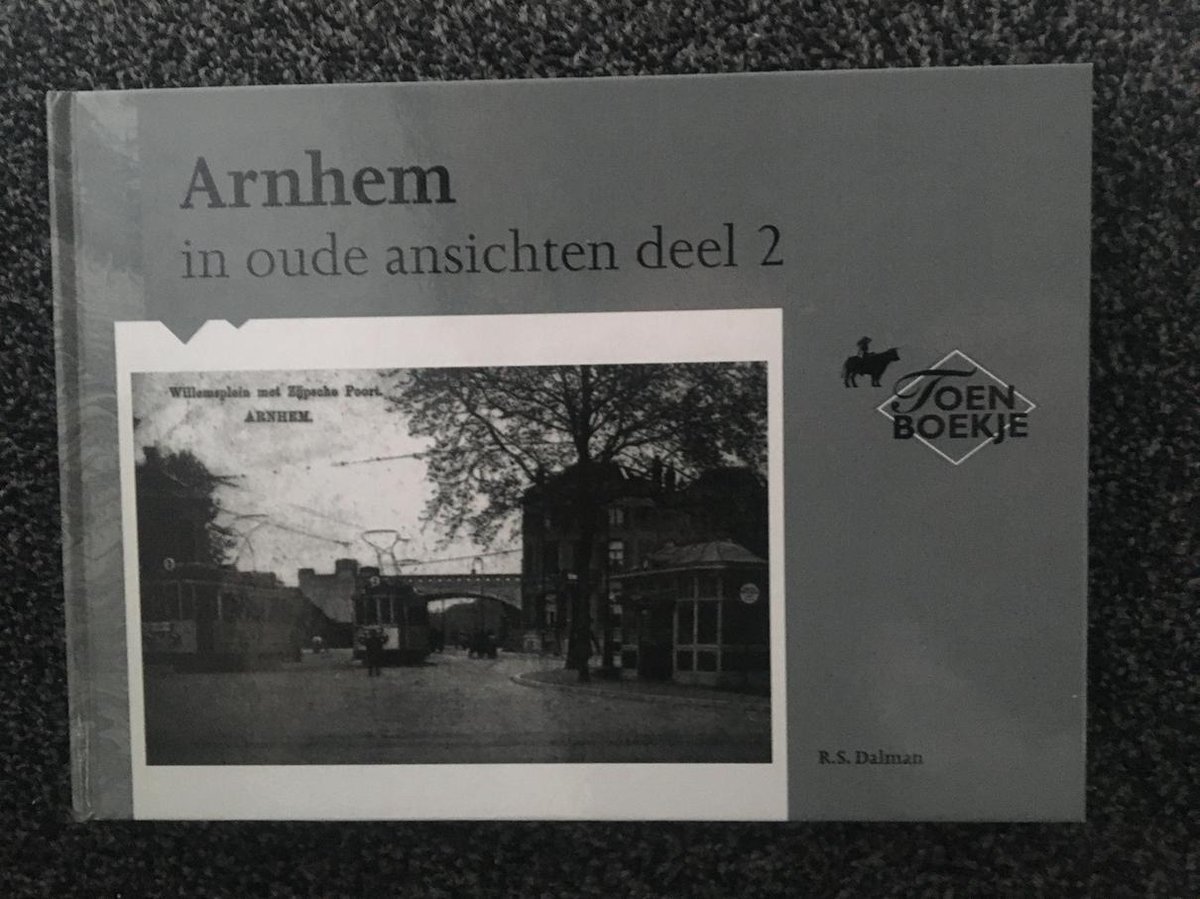 Arnhem
in oude ansichten deel 2
Willemsplein met Zijpsche Poort.
ARNHEM.
TOEN
BOEKJE
R.S. Dalman